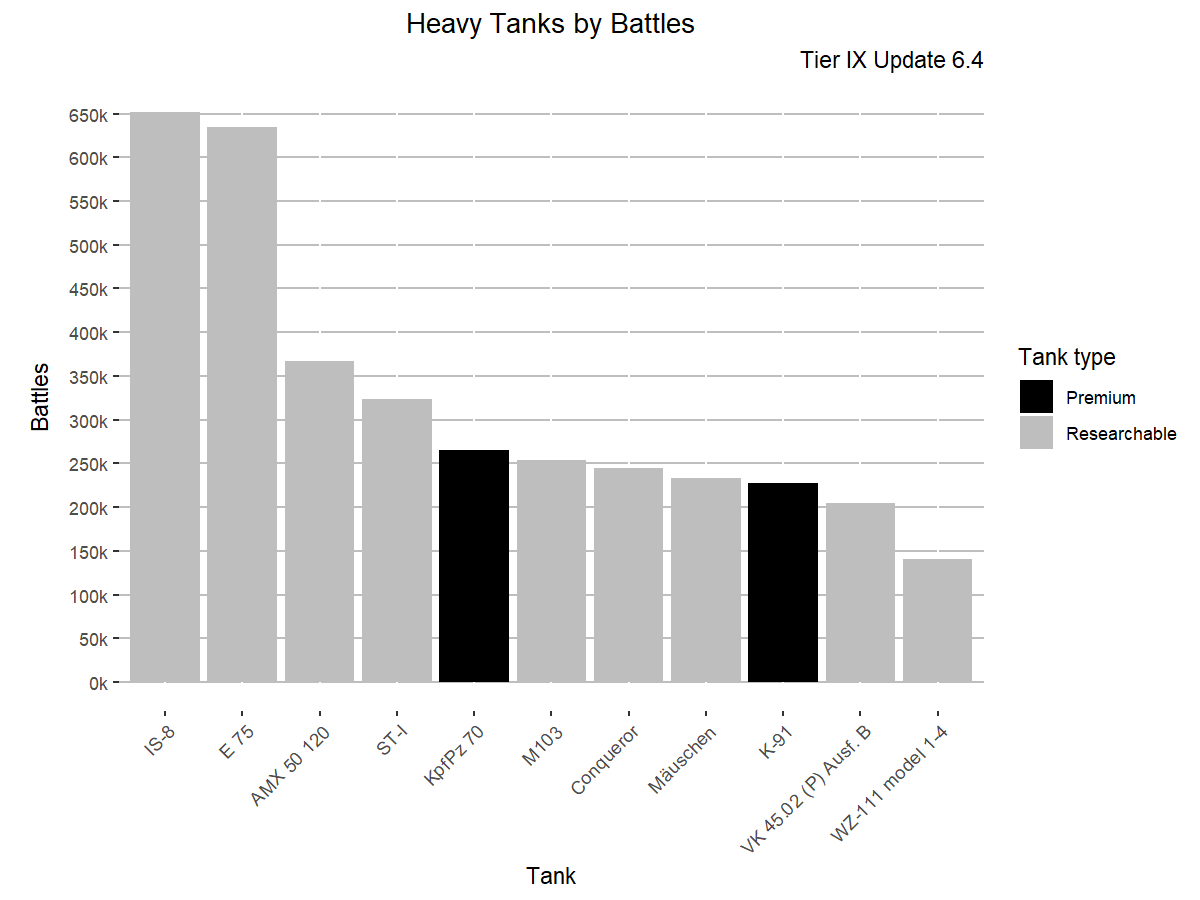 Heavy Tanks by Battles
Tier IX Update 6.4
650k
600k
550k
500k
450k
400k
350k
300k
250k
200k
150k
100k
50k
0k
Battles
IS-8
E 75
AMX 50 120
ST-I
KpfPz 70
M103
Conqueror
Mäuschen
K-91
VK 45.02 (P) Ausf. B
WZ-111 model 1-4
Tank
Tank type
Premium
Researchable